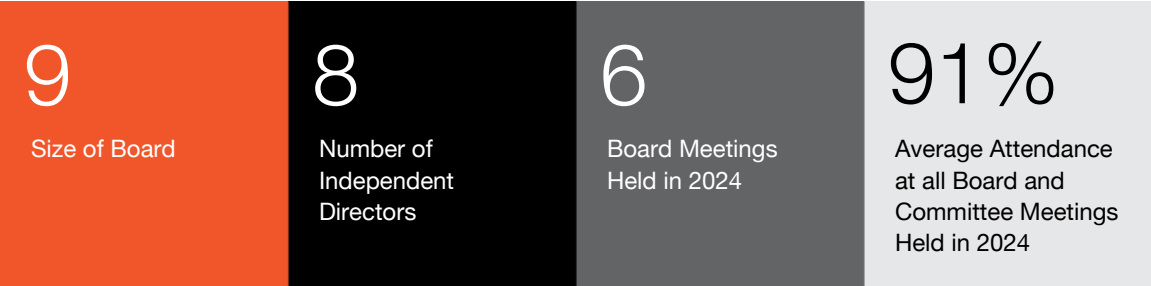 9
Size of Board
8
Number of
Independent
Directors
6
Board Meetings
Held in 2024
91%
Average Attendance
at all Board and
Committee Meetings
Held in 2024